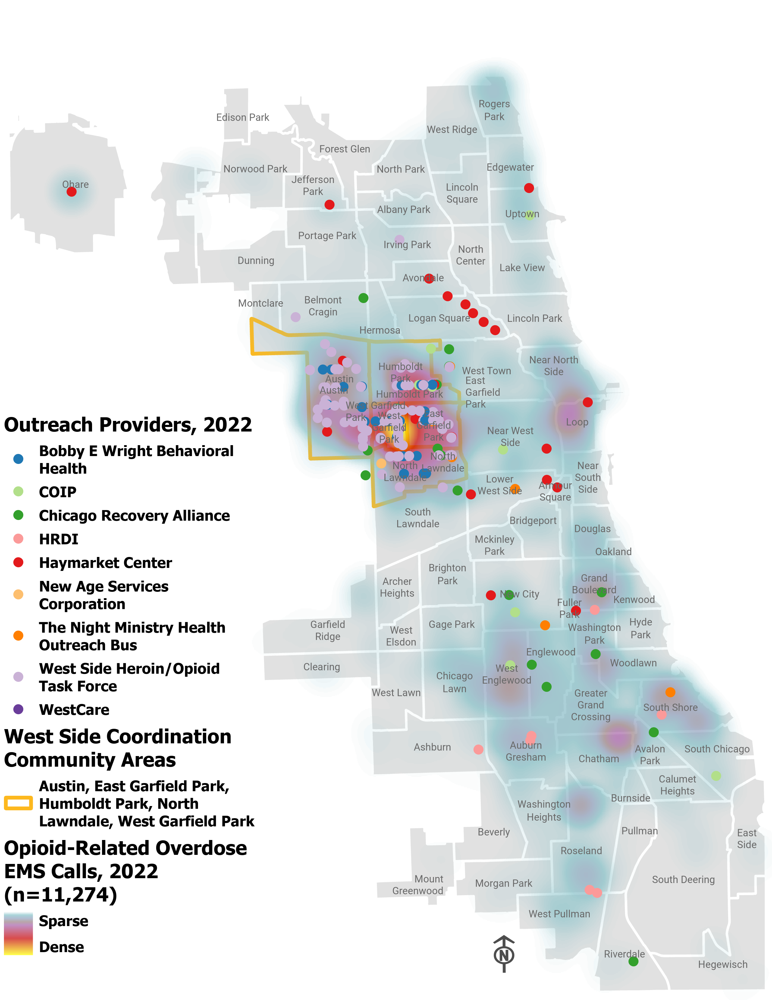 Rogers
Park
Edison Park
West Ridge
Forest Glen
Edgewater
Norwood Park
North Park
Jefferson
Park
Ohare
Lincoln
Square
Albany Park
Uptown
Portage Park
Irving Park
North
Center
Dunning
Lake View
Avondale
Montclare
Belmont
Cragin
Logan Square
Lincoln Park
Hermosa
Near North
Side
Humboldt
Park
West Town
Austin
East
Garfield
Park
Austin
Humboldt Park
West Garfield
Park
West
Garfield
Park
East
Garfield
Park
Loop
Near West
Side
North
Lawndale
North
Lawndale
Near
South
Side
Lower
West Side
Armour
Square
South
Lawndale
Bridgeport
Douglas
Mckinley
Park
Oakland
Brighton
Park
Archer
Heights
Grand
Boulevard
New City
Kenwood
Fuller
Park
Garfield
Ridge
Gage Park
West
Elsdon
Washington
Park
Hyde
Park
Englewood
Clearing
Woodlawn
West
Englewood
Chicago
Lawn
West Lawn
Greater
Grand
Crossing
South Shore
Ashburn
Auburn
Gresham
Chatham
Avalon
Park
South Chicago
Calumet
Heights
Burnside
Washington
Heights
Beverly
Pullman
East
Side
Roseland
Mount
Greenwood
Morgan Park
South Deering
West Pullman
Riverdale
Hegewisch
N
Outreach Providers, 2022
Bobby E Wright Behavioral
Health
COIP
Chicago Recovery Alliance
HRDI
Haymarket Center
New Age Services
Corporation
The Night Ministry Health
Outreach Bus
West Side Heroin/Opioid
Task Force
WestCare
West Side Coordination
Community Areas
Austin, East Garfield Park,
Humboldt Park, North
Lawndale, West Garfield Park
Opioid-Related Overdose
EMS Calls, 2022
(n=11,274)
Sparse
Dense